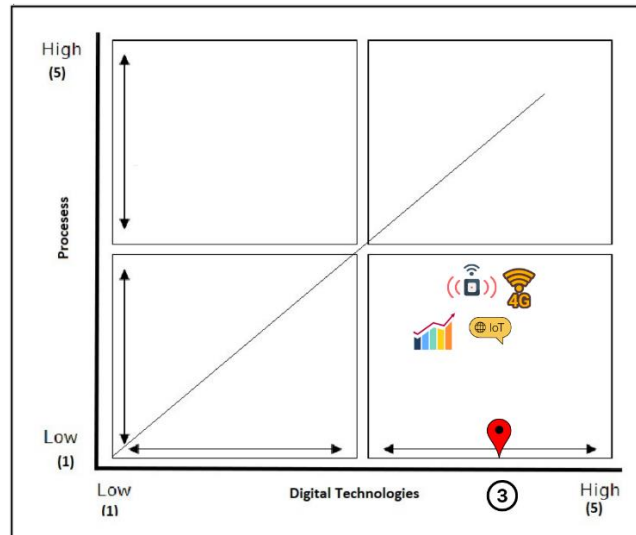 High
(5)
Procesess
4G
IoT
Low
(1)
Low
(1)
Digital Technologies
3
High
(5)